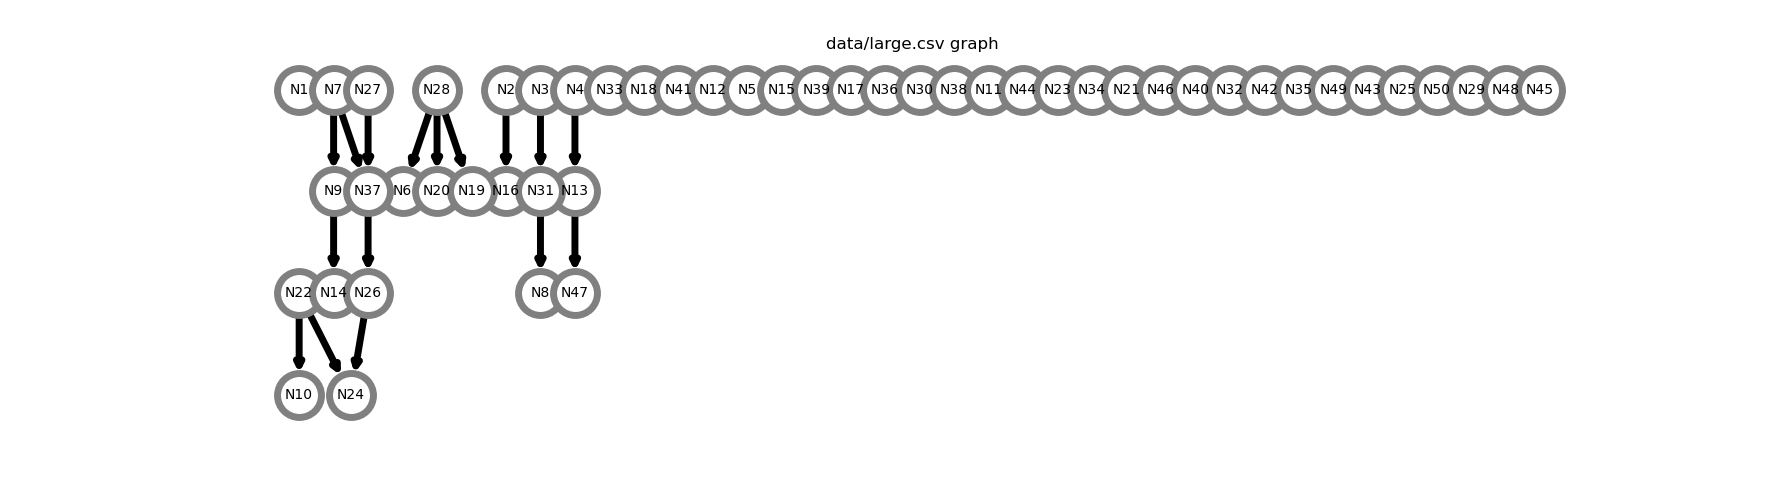 data/large.csv graph
N1 N7 N27 N28 N2 N3 N4 N33 N18 N41 N12 N5 N15 N39 N17 N36 N30 N38 N11 N44 N23 N34 N21 N46 N40 N32 N42 N35 N49 N43 N25 N50 N29 N48 N45
N9 N37 N6 N20 N19 N16 N31 N13
N22 N14 N26 N8 N47
N10 N24